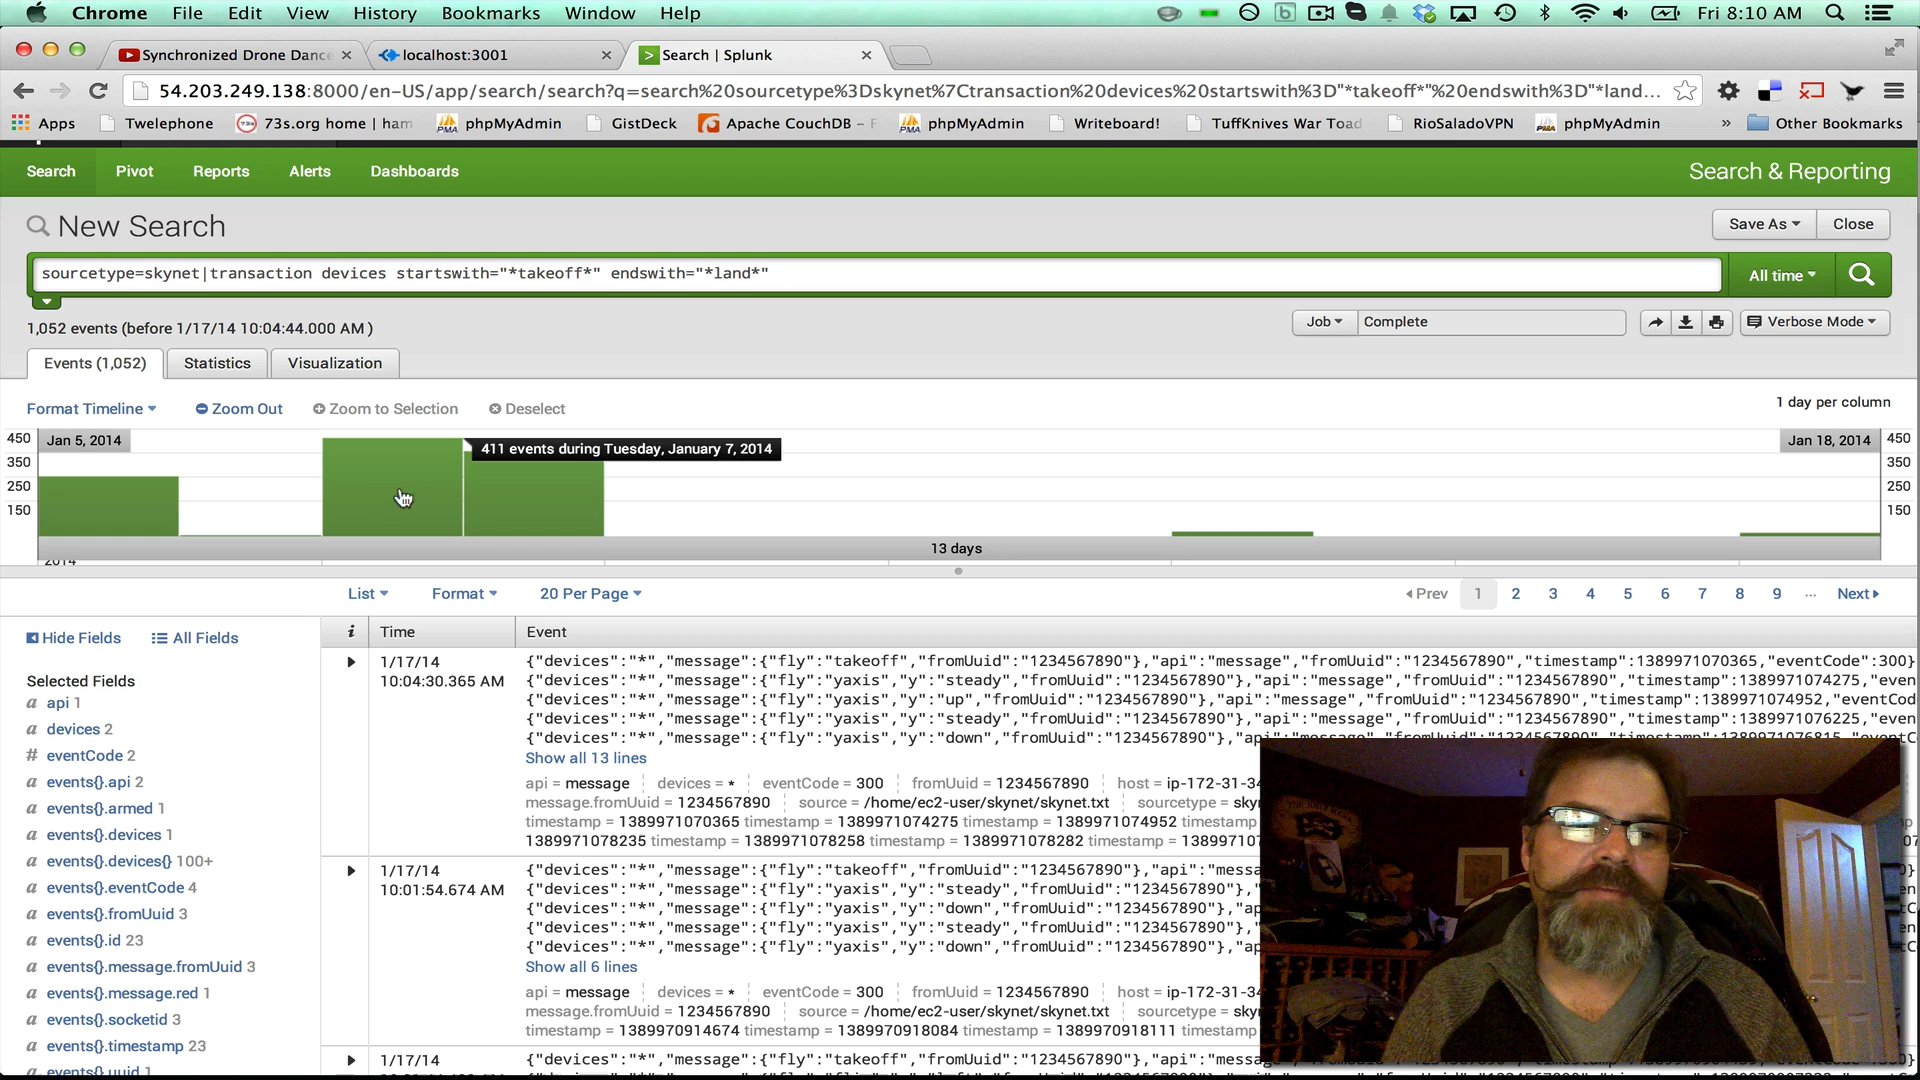 Chrome File Edit View History Bookmarks Window Help Fri 8:10 AM
Synchronized Drone Dance localhost:3001 Search | Splunk
54.203.249.138:8000/en-US/app/search/search?q=search%20sourcetype%3Dskynet%7Ctransaction%20devices%20startswith%3D"*takeoff*"%20endswith%3D"*land...
Apps Twelephone 73s.org home | ham phpMyAdmin GistDeck Apache CouchDB – F phpMyAdmin Writeboard! TuffKnives War Toad RioSaladoVPN phpMyAdmin » Other Bookmarks
Search Pivot Reports Alerts Dashboards Search & Reporting
New Search Save As Close
sourcetype=skynet|transaction devices startswith="*takeoff*" endswith="*land*" All time
1,052 events (before 1/17/14 10:04:44.000 AM ) Job Complete Verbose Mode
Events (1,052) Statistics Visualization
Format Timeline Zoom Out Zoom to Selection Deselect 1 day per column
450 Jan 5, 2014 411 events during Tuesday, January 7, 2014 Jan 18, 2014 450
350 350
250 250
150 150
13 days
2014
List Format 20 Per Page Prev 1 2 3 4 5 6 7 8 9 ... Next
Hide Fields All Fields i Time Event
Selected Fields
a api 1
a devices 2
# eventCode 2
a events{}.api 2
a events{}.armed 1
a events{}.devices 1
a events{}.devices{} 100+
a events{}.eventCode 4
a events{}.fromUuid 3
a events{}.id 23
a events{}.message.fromUuid 3
a events{}.message.red 1
a events{}.socketid 3
a events{}.timestamp 23
a events{}.uuid 1
1/17/14
10:04:30.365 AM
{"devices":"*","message":{"fly":"takeoff","fromUuid":"1234567890"},"api":"message","fromUuid":"1234567890","timestamp":1389971070365,"eventCode":300}
{"devices":"*","message":{"fly":"yaxis","y":"steady","fromUuid":"1234567890"},"api":"message","fromUuid":"1234567890","timestamp":1389971074275,"even
{"devices":"*","message":{"fly":"yaxis","y":"up","fromUuid":"1234567890"},"api":"message","fromUuid":"1234567890","timestamp":1389971074952,"eventCod
{"devices":"*","message":{"fly":"yaxis","y":"steady","fromUuid":"1234567890"},"api":"message","fromUuid":"1234567890","timestamp":1389971076225,"even
{"devices":"*","message":{"fly":"yaxis","y":"down","fromUuid":"1234567890"},"api":"message","fromUuid":"1234567890","timestamp":1389971076815,"eventC
Show all 13 lines
api = message devices = * eventCode = 300 fromUuid = 1234567890 host = ip-172-31-34
message.fromUuid = 1234567890 source = /home/ec2-user/skynet/skynet.txt sourcetype = sky
timestamp = 1389971070365 timestamp = 1389971074275 timestamp = 1389971074952 timestamp
1389971078235 timestamp = 1389971078258 timestamp = 1389971078282 timestamp = 138997107
1/17/14
10:01:54.674 AM
{"devices":"*","message":{"fly":"takeoff","fromUuid":"1234567890"},"api":"messa
{"devices":"*","message":{"fly":"yaxis","y":"steady","fromUuid":"1234567890"},"
{"devices":"*","message":{"fly":"yaxis","y":"down","fromUuid":"1234567890"},"ap
{"devices":"*","message":{"fly":"yaxis","y":"steady","fromUuid":"1234567890"},"
{"devices":"*","message":{"fly":"yaxis","y":"down","fromUuid":"1234567890"},"ap
Show all 6 lines
api = message devices = * eventCode = 300 fromUuid = 1234567890 host = ip-172-31-34
message.fromUuid = 1234567890 source = /home/ec2-user/skynet/skynet.txt sourcetype = sky
timestamp = 1389970914674 timestamp = 1389970918084 timestamp = 1389970918111 timestamp
1/17/14
{"devices":"*","message":{"fly":"takeoff","fromUuid":"1234567890"},"api":"messa